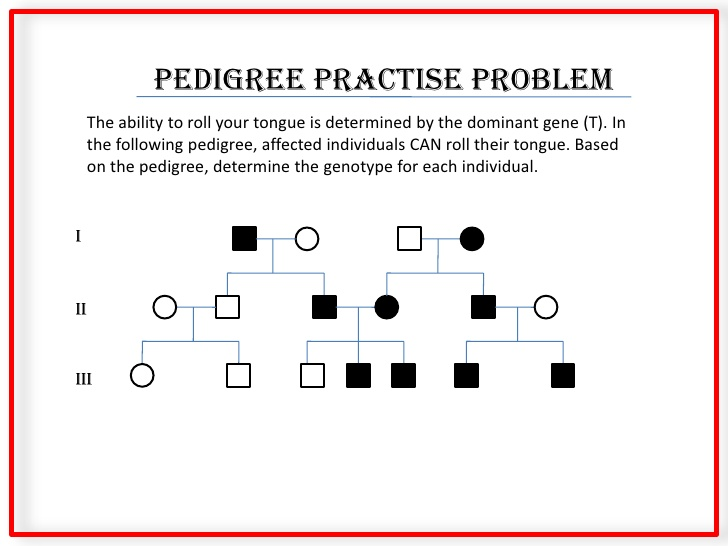 PEDIGREE PRACTISE PROBLEM
The ability to roll your tongue is determined by the dominant gene (T). In
the following pedigree, affected individuals CAN roll their tongue. Based
on the pedigree, determine the genotype for each individual.
I
II
III